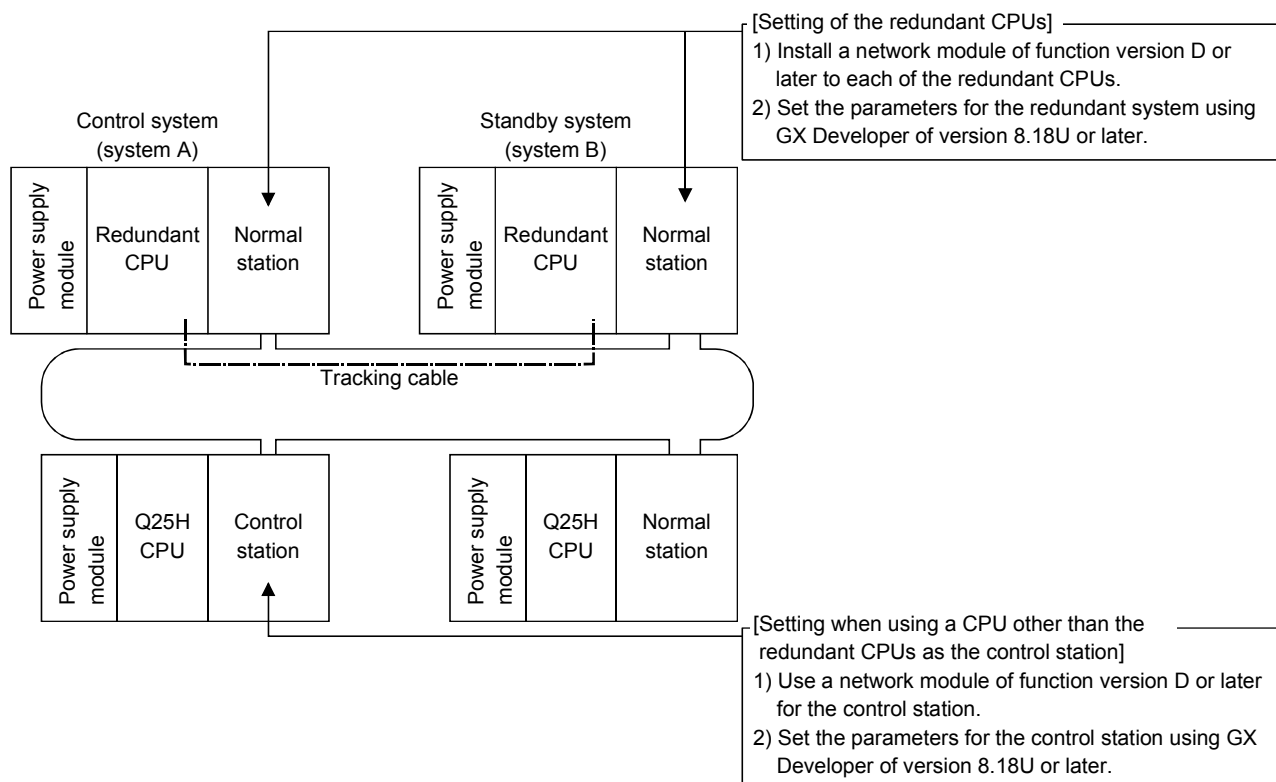 [Setting of the redundant CPUs]
1) Install a network module of function version D or
later to each of the redundant CPUs.
2) Set the parameters for the redundant system using
GX Developer of version 8.18U or later.
Control system
(system A)
Standby system
(system B)
Power supply
module
Redundant
CPU
Normal
station
Power supply
module
Redundant
CPU
Normal
station
Tracking cable
Power supply
module
Q25H
CPU
Control
station
Power supply
module
Q25H
CPU
Normal
station
[Setting when using a CPU other than the
redundant CPUs as the control station]
1) Use a network module of function version D or later
for the control station.
2) Set the parameters for the control station using GX
Developer of version 8.18U or later.